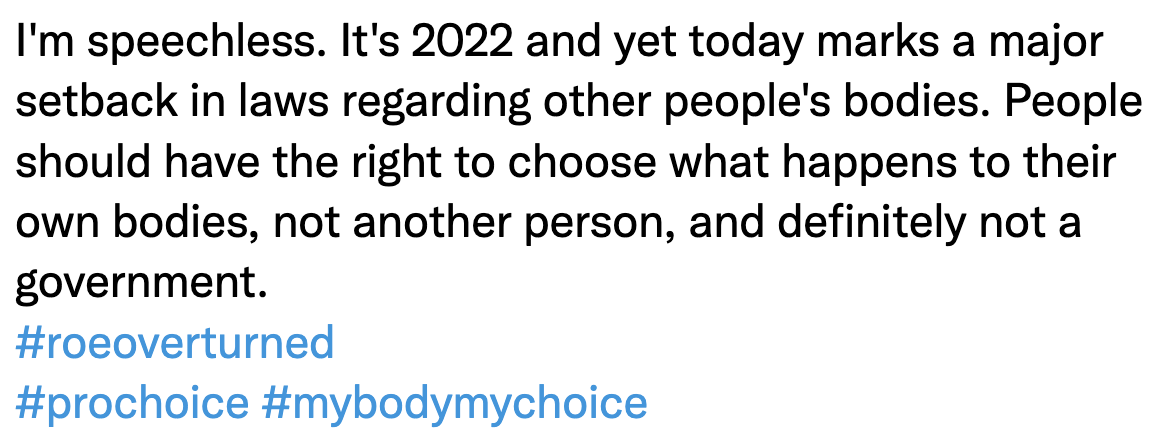 I'm speechless. It's 2022 and yet today marks a major
setback in laws regarding other people's bodies. People
should have the right to choose what happens to their
own bodies, not another person, and definitely not a
government.
#roeoverturned
#prochoice #mybodymychoice